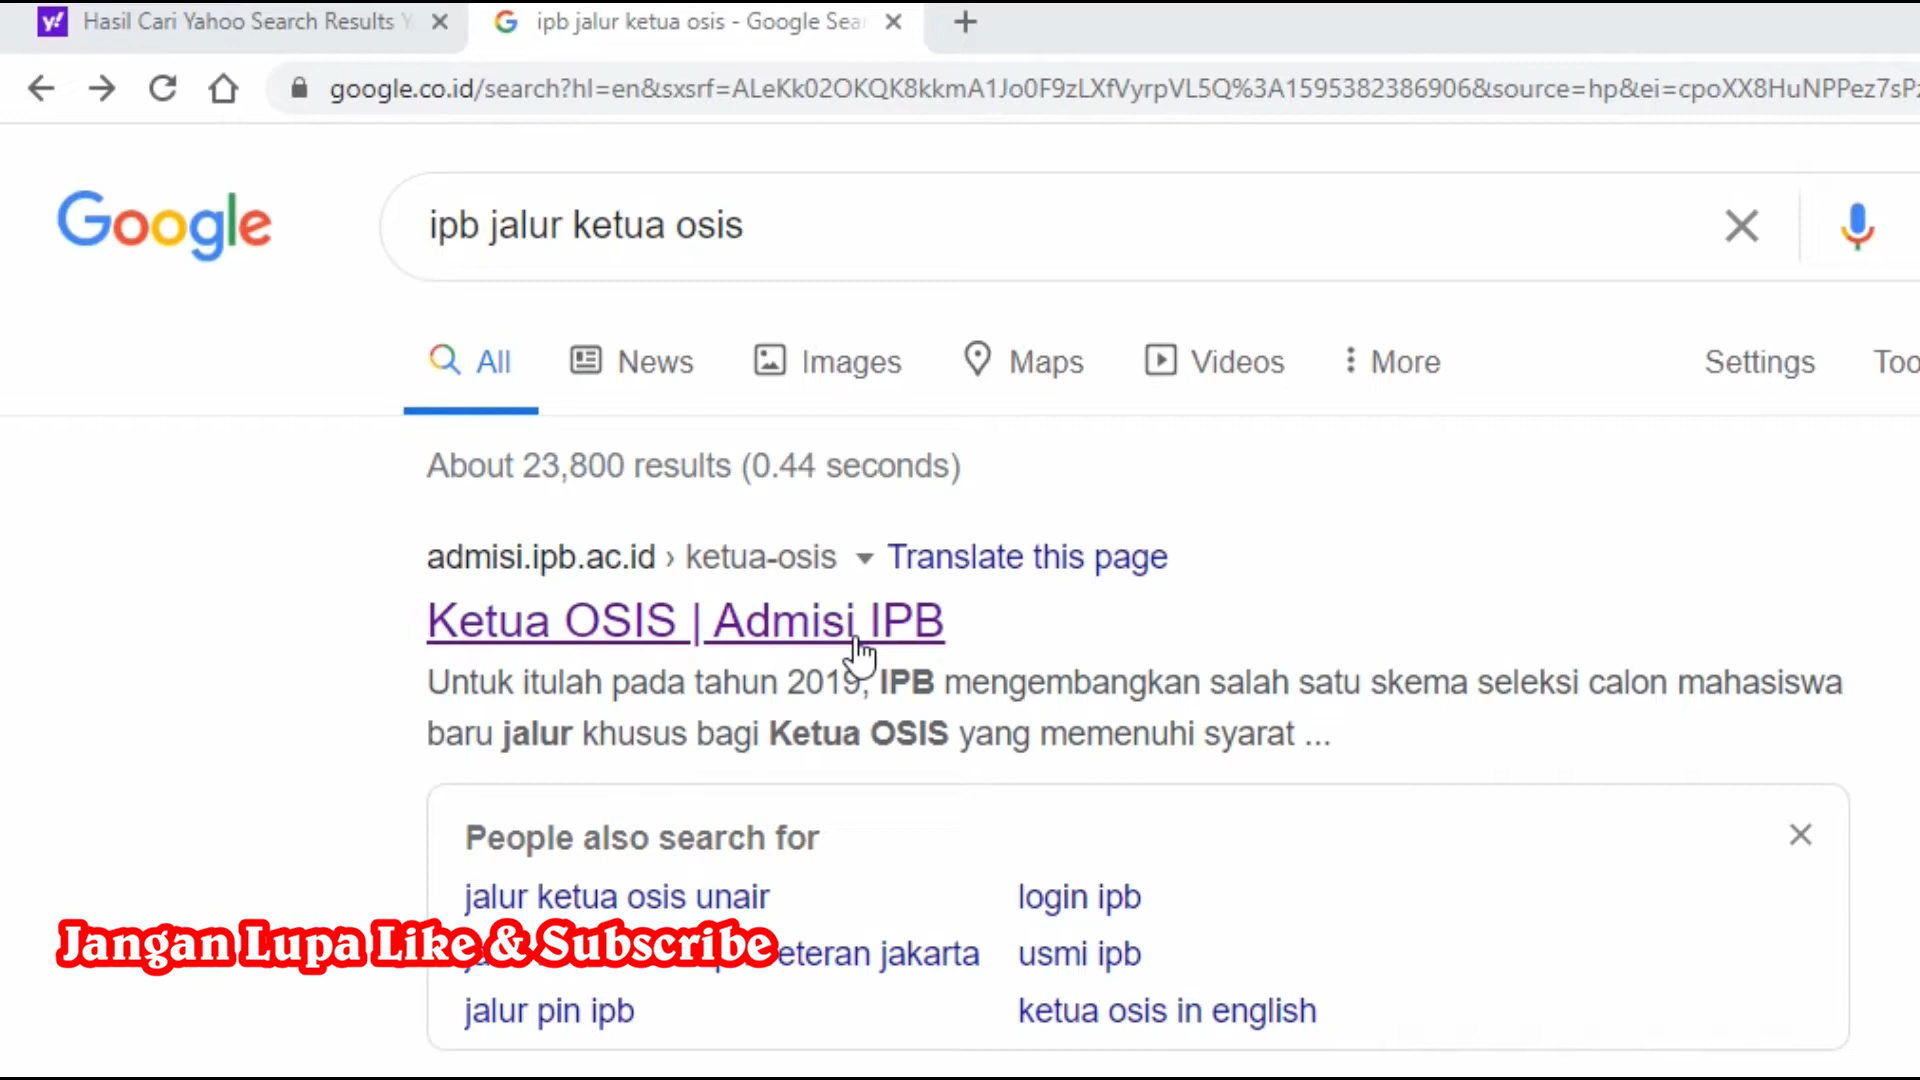 Hasil Cari Yahoo Search Results
ipb jalur ketua osis - Google Sea
google.co.id/search?hl=en&sxsrf=ALeKk02OKQK8kkmA1Jo0F9zLXfVyrpVL5Q%3A1595382386906&source=hp&ei=cpoXX8HuNPPez7sP
Google
ipb jalur ketua osis
All News Images Maps Videos More Settings Too
About 23,800 results (0.44 seconds)
admisi.ipb.ac.id › ketua-osis Translate this page
Ketua OSIS | Admisi IPB
Untuk itulah pada tahun 2019, IPB mengembangkan salah satu skema seleksi calon mahasiswa
baru jalur khusus bagi Ketua OSIS yang memenuhi syarat ...
People also search for
jalur ketua osis unair login ipb
eteran jakarta usmi ipb
jalur pin ipb ketua osis in english
Jangan Lupa Like & Subscribe